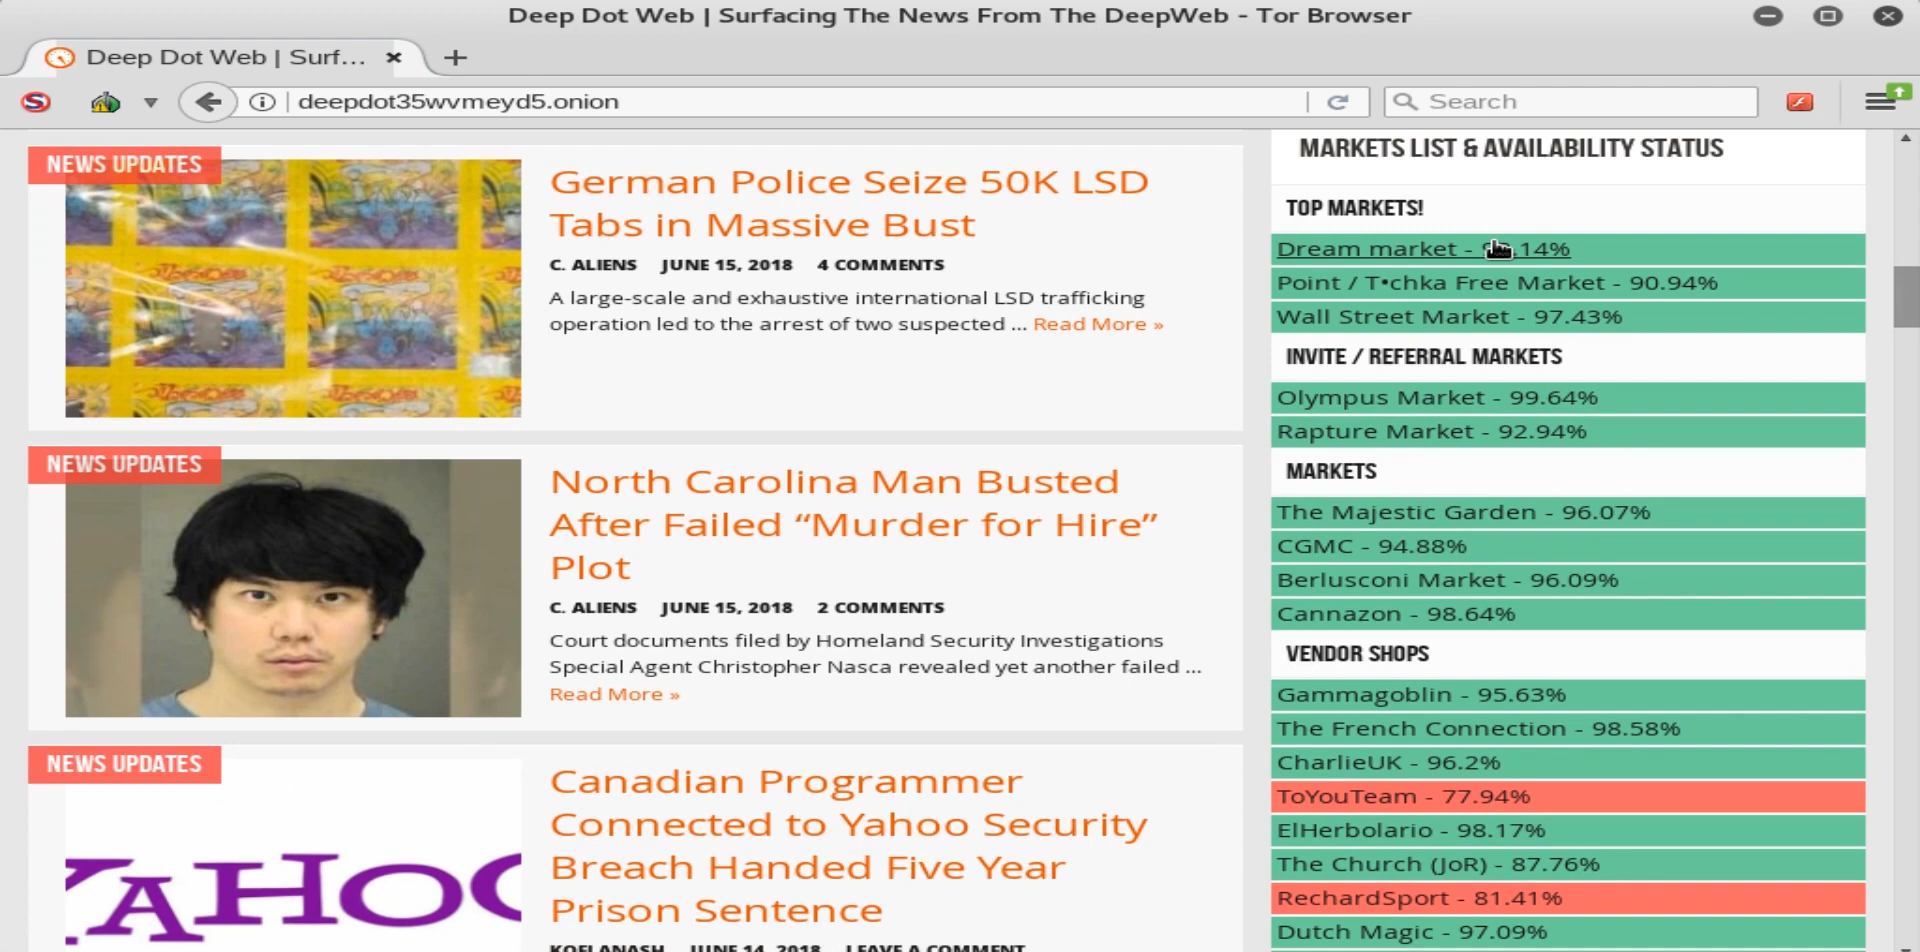 Deep Dot Web | Surfacing The News From The DeepWeb - Tor Browser
Deep Dot Web | Surf...
deepdot35wvmeyd5.onion
Search
NEWS UPDATES
German Police Seize 50K LSD
Tabs in Massive Bust
C. ALIENS JUNE 15, 2018 4 COMMENTS
A large-scale and exhaustive international LSD trafficking
operation led to the arrest of two suspected ... Read More »
NEWS UPDATES
North Carolina Man Busted
After Failed “Murder for Hire”
Plot
C. ALIENS JUNE 15, 2018 2 COMMENTS
Court documents filed by Homeland Security Investigations
Special Agent Christopher Nasca revealed yet another failed ...
Read More »
NEWS UPDATES
YAHOO
Canadian Programmer
Connected to Yahoo Security
Breach Handed Five Year
Prison Sentence
KOFI ANASH JUNE 14, 2018 LEAVE A COMMENT
MARKETS LIST & AVAILABILITY STATUS
TOP MARKETS!
Dream market - .14%
Point / T•chka Free Market - 90.94%
Wall Street Market - 97.43%
INVITE / REFERRAL MARKETS
Olympus Market - 99.64%
Rapture Market - 92.94%
MARKETS
The Majestic Garden - 96.07%
CGMC - 94.88%
Berlusconi Market - 96.09%
Cannazon - 98.64%
VENDOR SHOPS
Gammagoblin - 95.63%
The French Connection - 98.58%
CharlieUK - 96.2%
ToYouTeam - 77.94%
ElHerbolario - 98.17%
The Church (JoR) - 87.76%
RechardSport - 81.41%
Dutch Magic - 97.09%